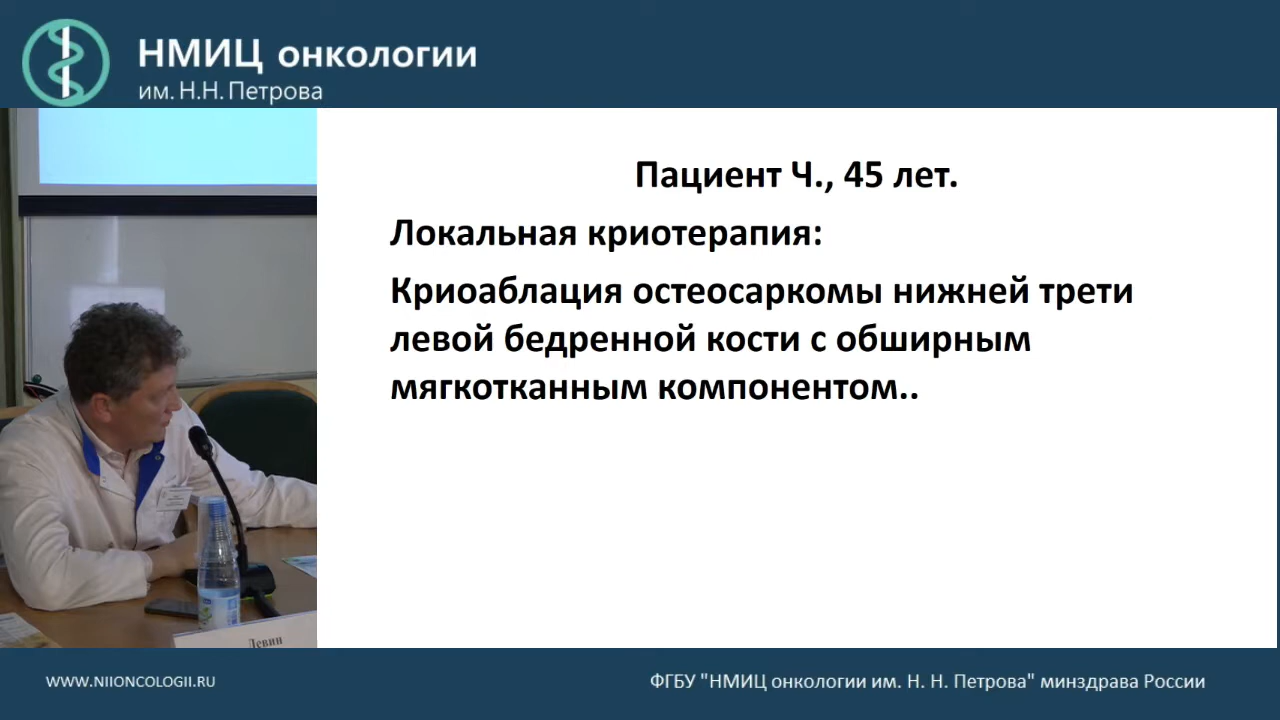 НМИЦ онкологии
им. Н.Н. Петрова
Пациент Ч., 45 лет.
Локальная криотерапия:
Криоаблация остеосаркомы нижней трети
левой бедренной кости с обширным
мягкотканным компонентом..
Левин
WWW.NIIONCOLOGII.RU
ФГБУ "НМИЦ онкологии им. Н. Н. Петрова" минздрава России